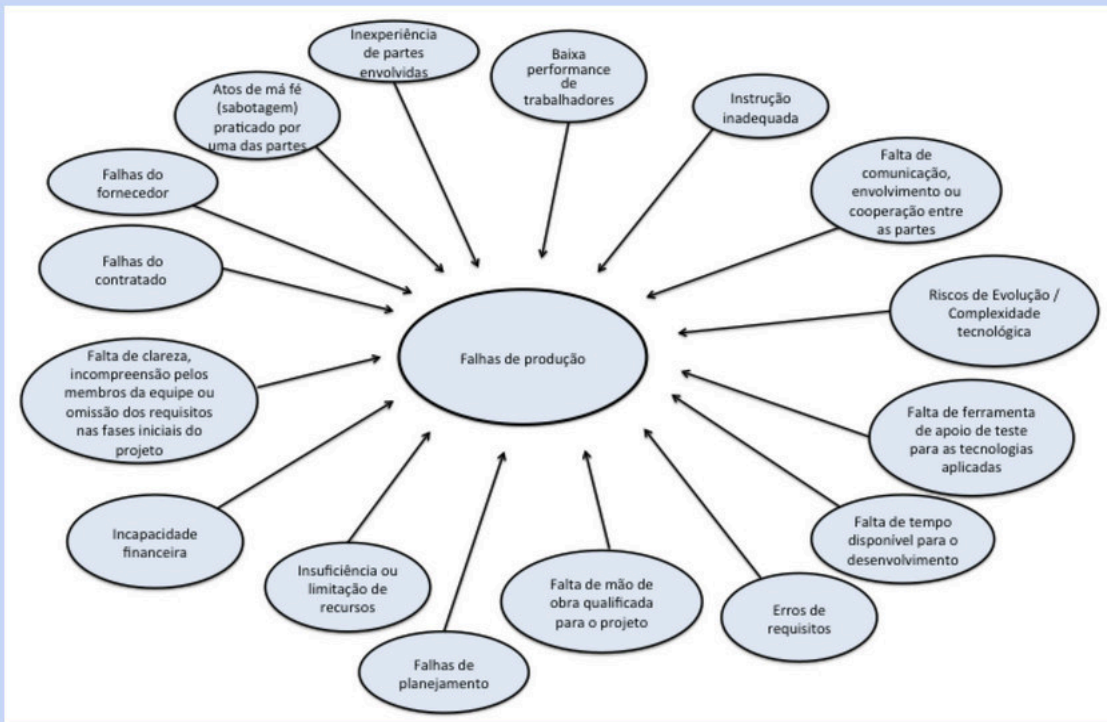 Inexperiência
de partes
envolvidas
Baixa
performance
de
trabalhadores
Atos de má fé
(sabotagem)
praticado por
uma das partes
Instrução
inadequada
Falhas do
fornecedor
Falta de
comunicação,
envolvimento ou
cooperação entre
as partes
Falhas do
contratado
Riscos de Evolução /
Complexidade
tecnológica
Falhas de produção
Falta de clareza,
incompreensão pelos
membros da equipe ou
omissão dos requisitos
nas fases iniciais do
projeto
Falta de ferramenta
de apoio de teste
para as tecnologias
aplicadas
Incapacidade
financeira
Falta de tempo
disponível para o
desenvolvimento
Insuficiência ou
limitação de
recursos
Falta de mão de
obra qualificada
para o projeto
Erros de
requisitos
Falhas de
planejamento